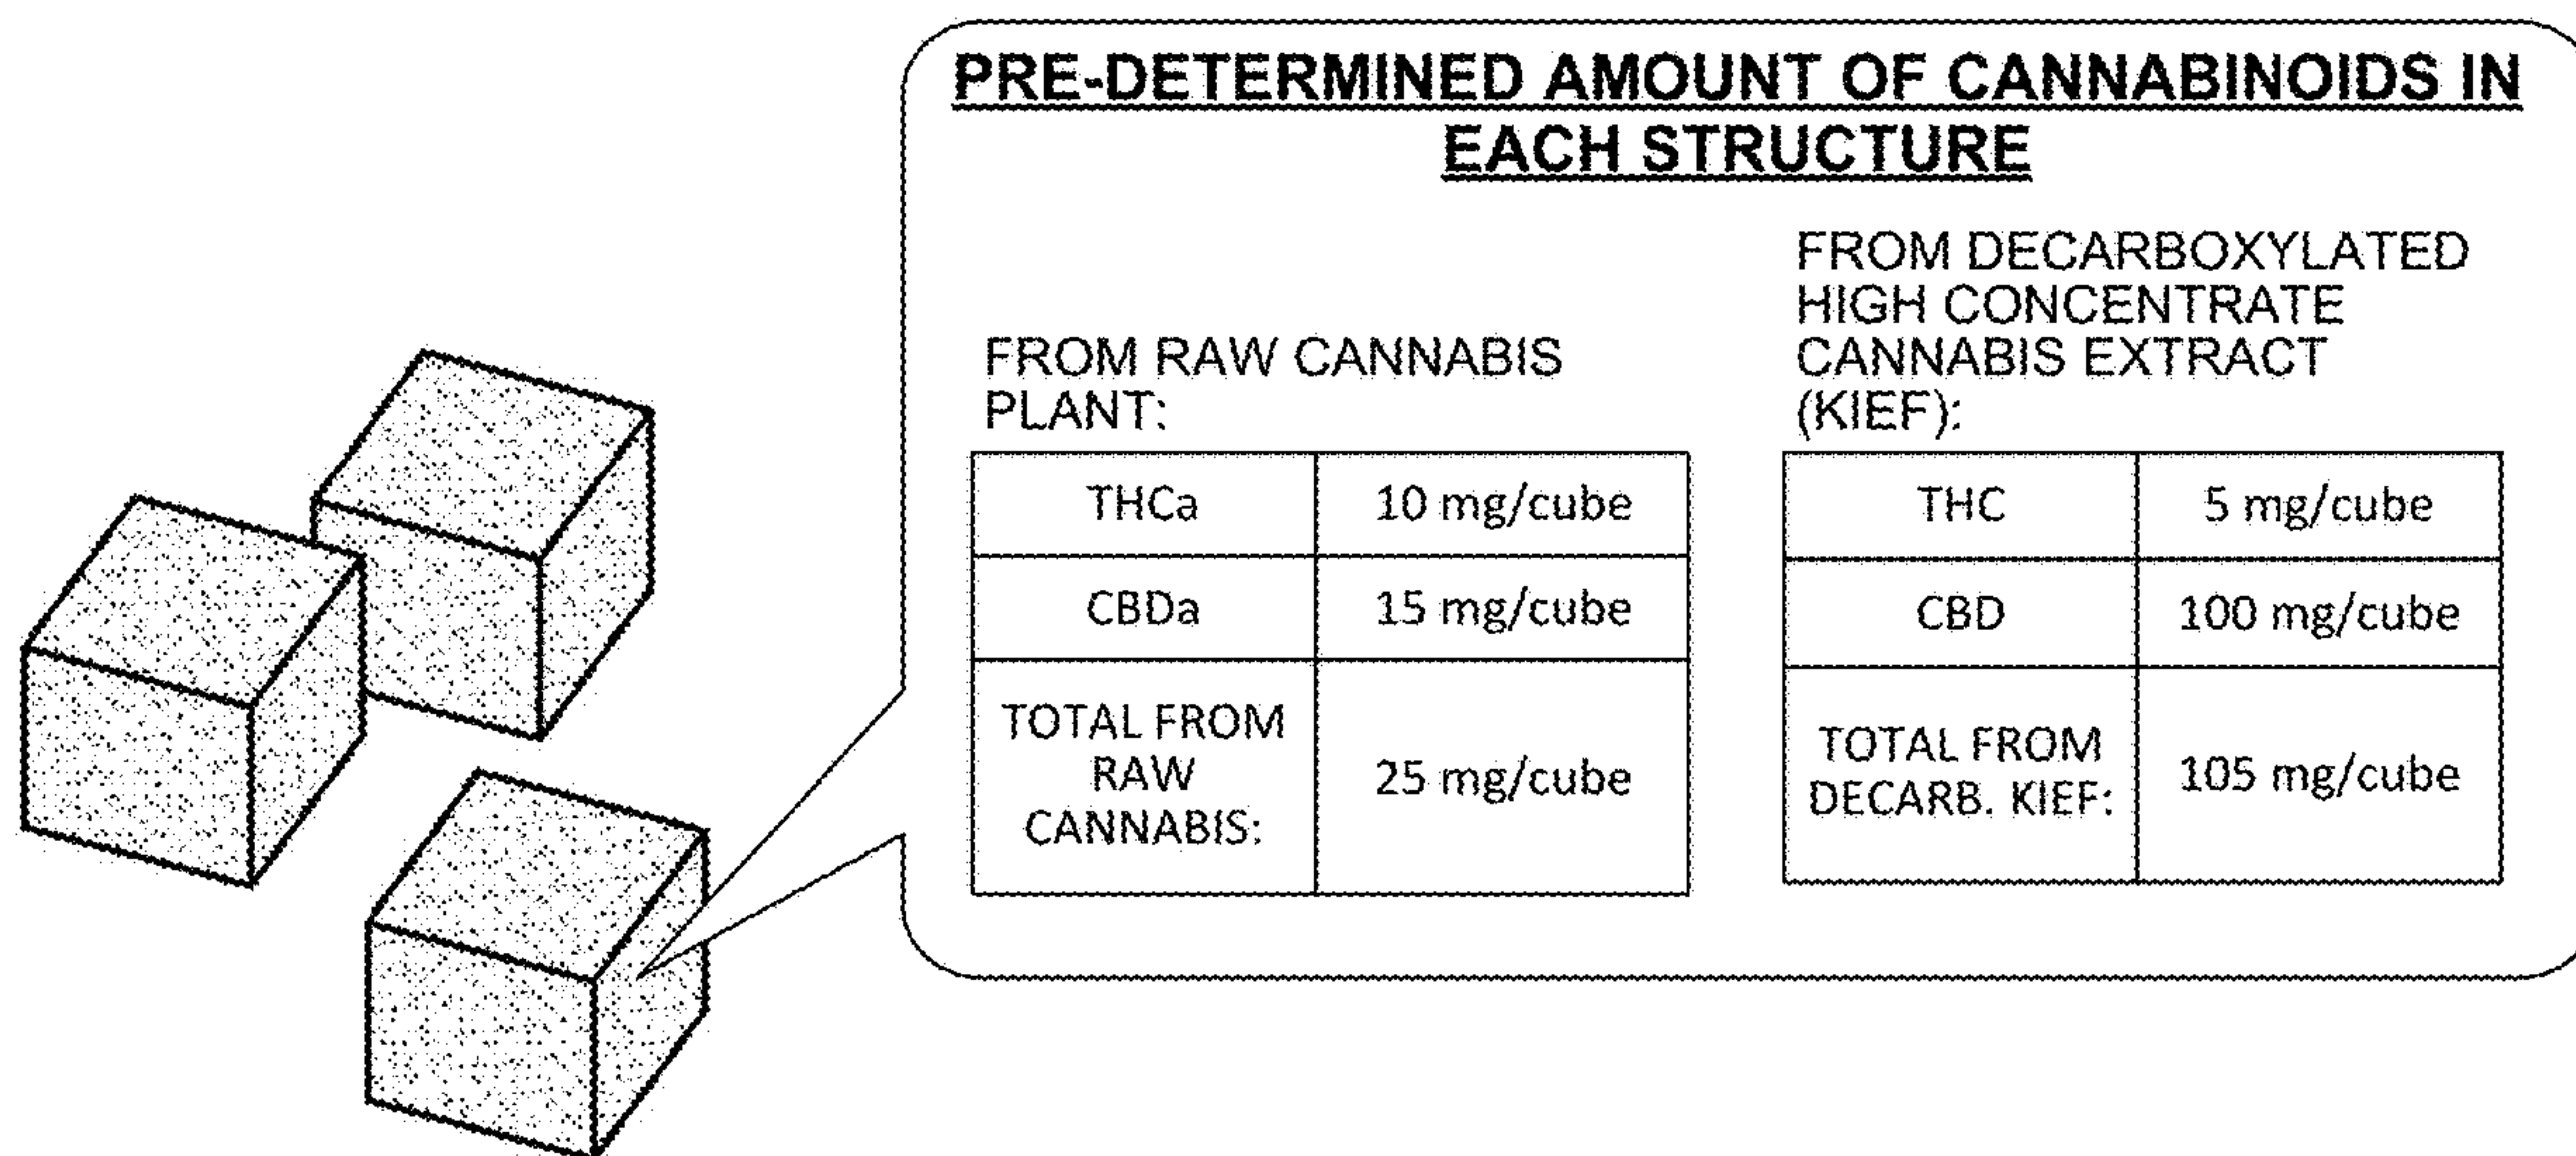 PRE-DETERMINED AMOUNT OF CANNABINOIDS IN
EACH STRUCTURE
FROM RAW CANNABIS
PLANT:
THCa 10 mg/cube
CBDa 15 mg/cube
TOTAL FROM
RAW
CANNABIS:
25 mg/cube
FROM DECARBOXYLATED
HIGH CONCENTRATE
CANNABIS EXTRACT
(KIEF):
THC 5 mg/cube
CBD 100 mg/cube
TOTAL FROM
DECARB. KIEF:
105 mg/cube